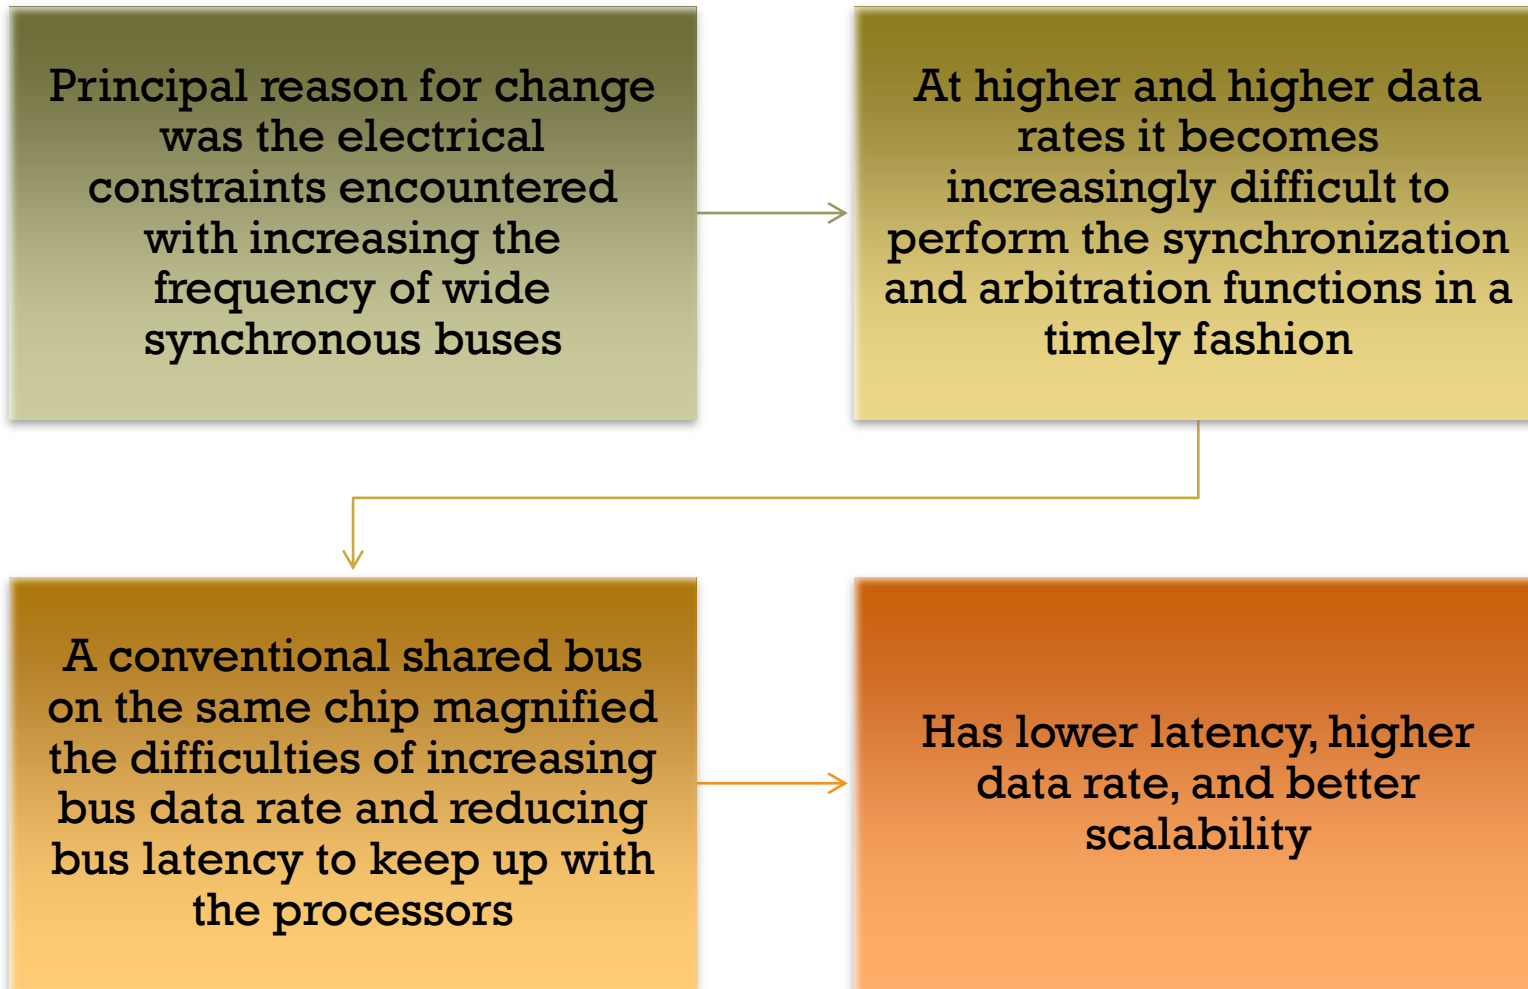 Principal reason for change
was the electrical
constraints encountered
with increasing the
frequency of wide
synchronous buses
At higher and higher data
rates it becomes
increasingly difficult to
perform the synchronization
and arbitration functions in a
timely fashion
A conventional shared bus
on the same chip magnified
the difficulties of increasing
bus data rate and reducing
bus latency to keep up with
the processors
Has lower latency, higher
data rate, and better
scalability